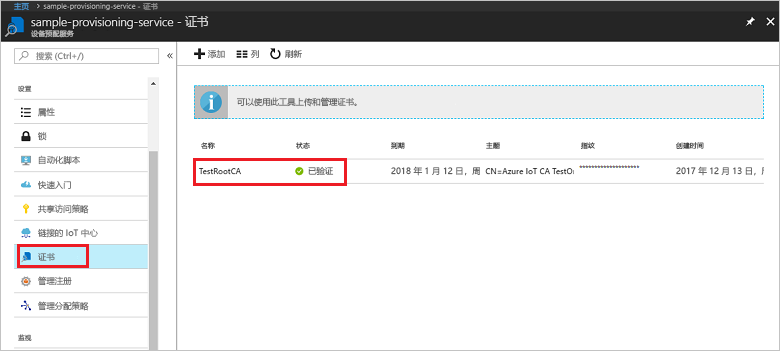 主页 > sample-provisioning-service - 证书
sample-provisioning-service - 证书
设备预配服务
搜索 (Ctrl+/)
添加
列
刷新
可以使用此工具上传和管理证书。
设置
属性
锁
自动化脚本
快速入门
共享访问策略
链接的 IoT 中心
证书
管理注册
管理分配策略
监视
名称 状态 到期 主题 指纹 创建时间
TestRootCA 已验证 2018 年 1 月 12 日，周 CN=Azure IoT CA TestO ******************** 2017 年 12 月 13 日，